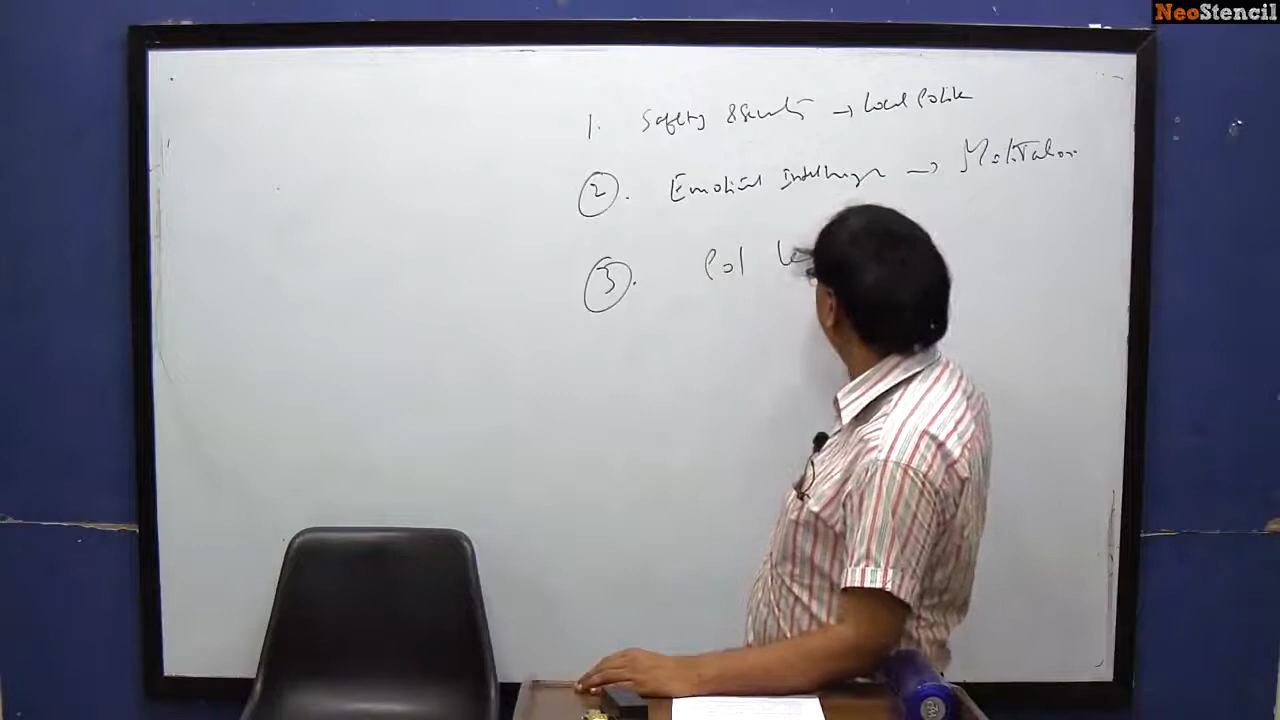 NeoStencil
1. Safety & Security → Local Police
2. Emotional Intelligence → Motivation
3. Pol